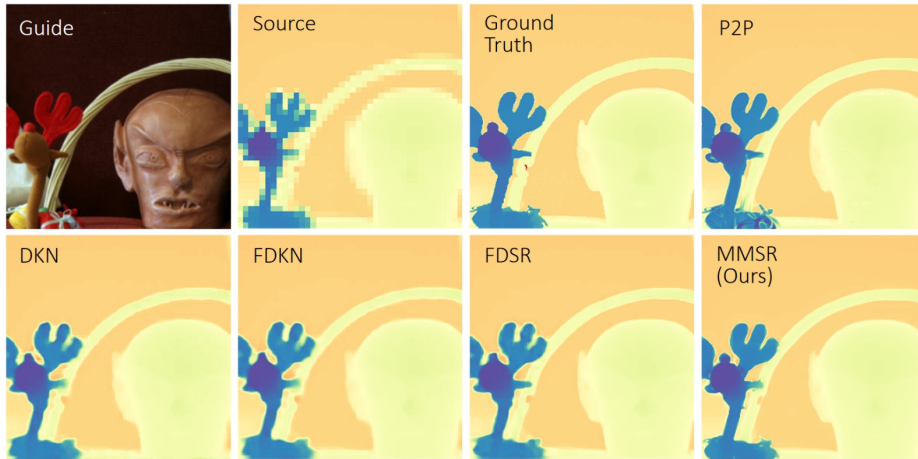 Guide
Source
Ground
Truth
P2P
DKN
FDKN
FDSR
MMSR
(Ours)